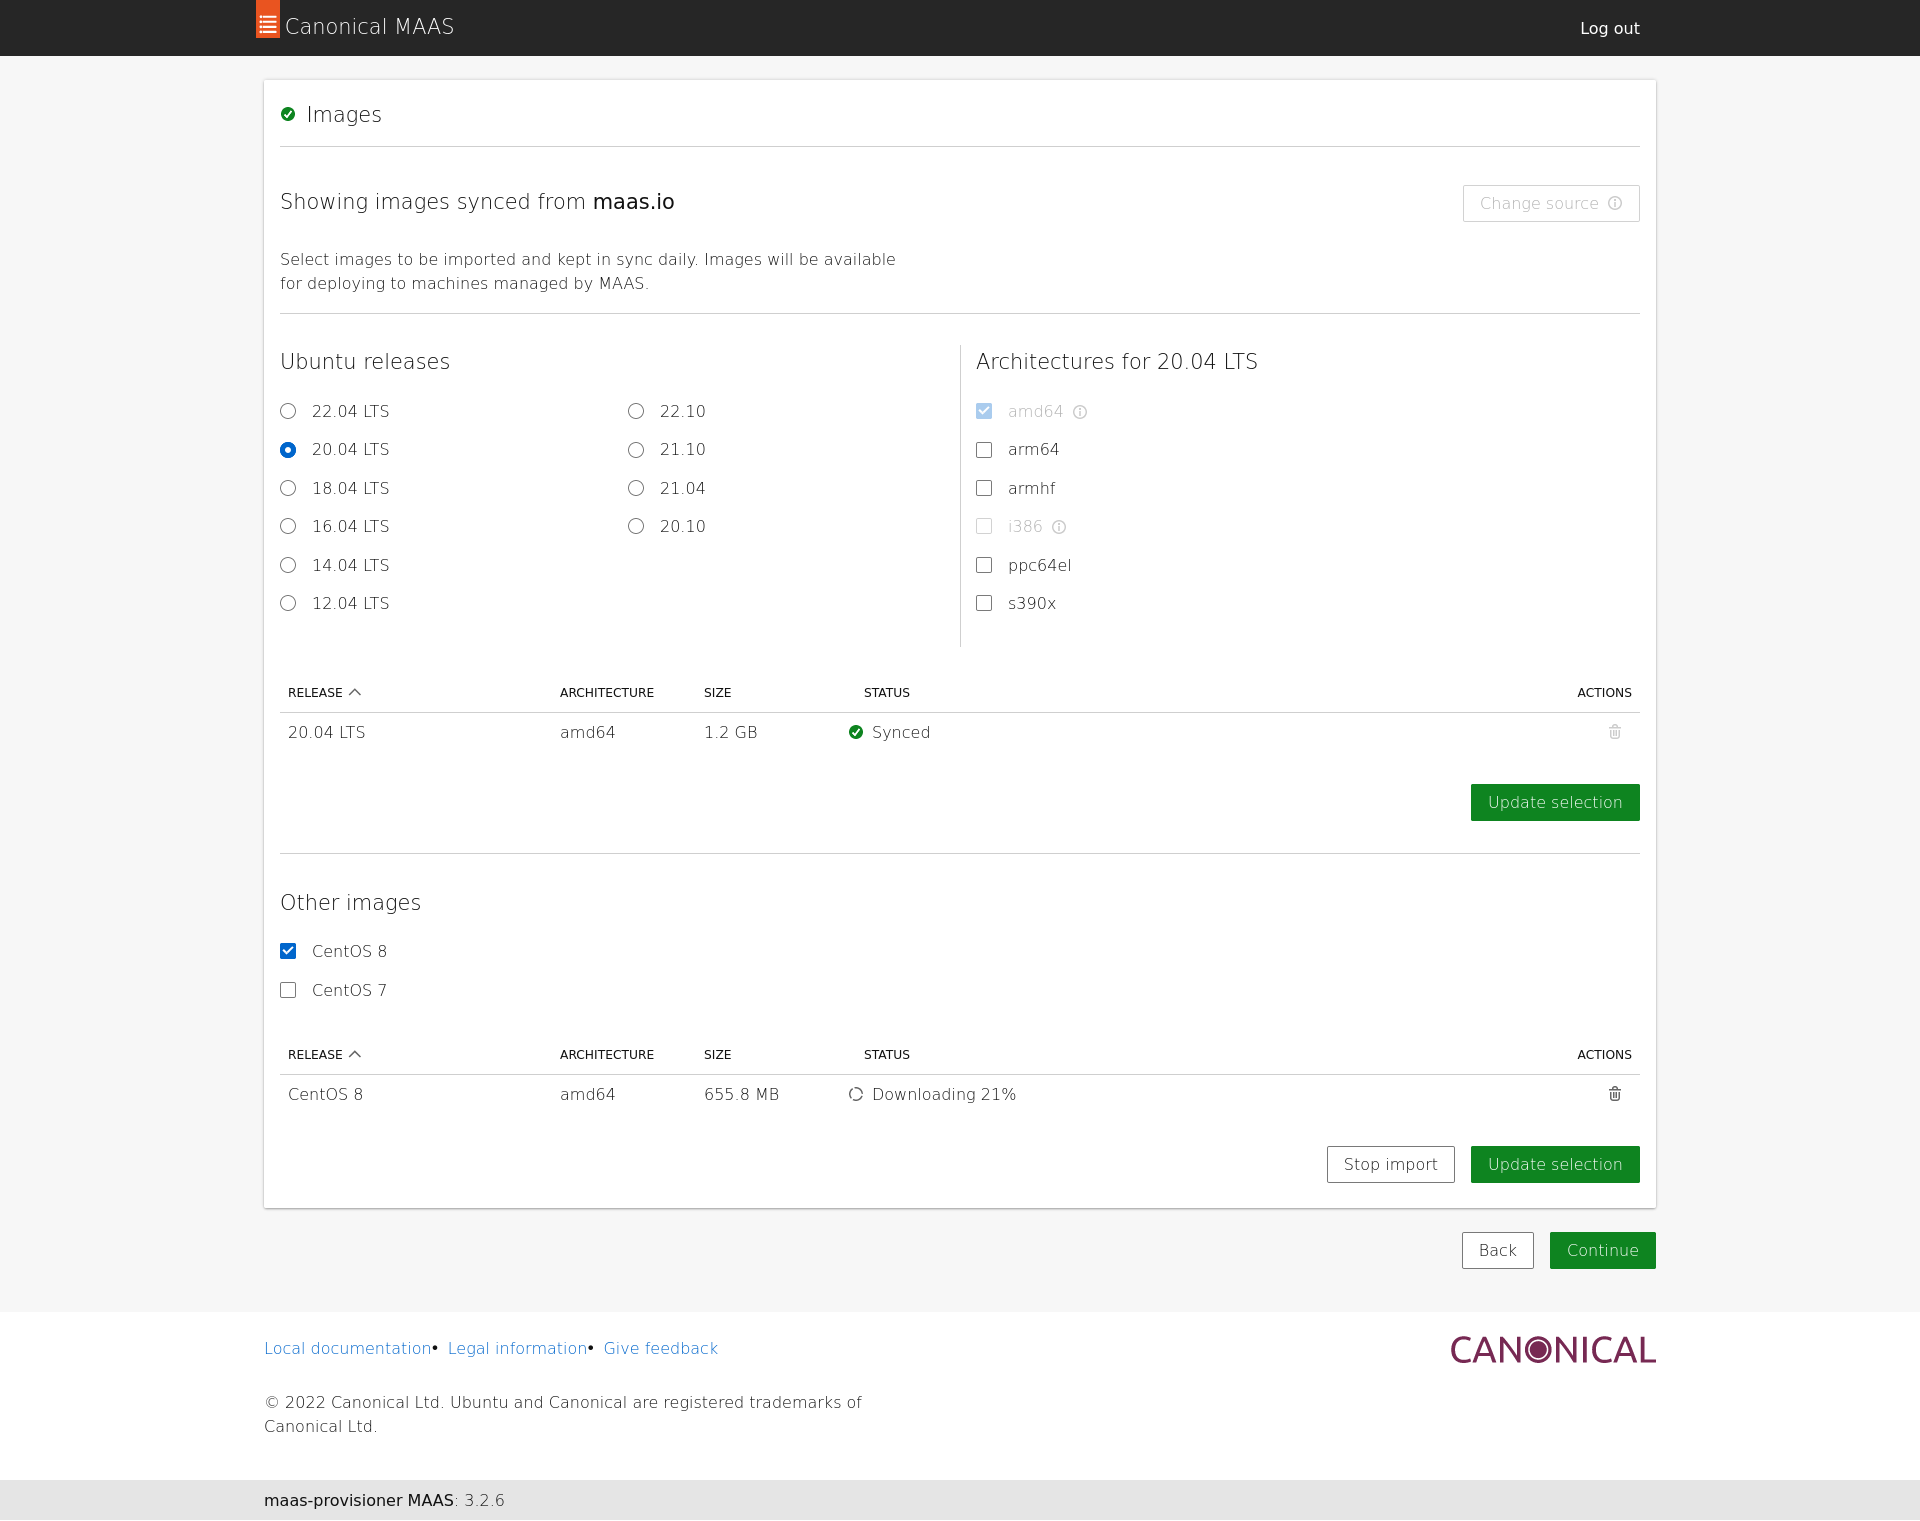 Canonical MAAS
Log out
Images
Showing images synced from maas.io
Change source
Select images to be imported and kept in sync daily. Images will be available
for deploying to machines managed by MAAS.
Ubuntu releases
22.04 LTS
20.04 LTS
18.04 LTS
16.04 LTS
14.04 LTS
12.04 LTS
22.10
21.10
21.04
20.10
Architectures for 20.04 LTS
amd64
arm64
armhf
i386
ppc64el
s390x
RELEASE ARCHITECTURE SIZE STATUS ACTIONS
20.04 LTS amd64 1.2 GB Synced
Update selection
Other images
CentOS 8
CentOS 7
RELEASE ARCHITECTURE SIZE STATUS ACTIONS
CentOS 8 amd64 655.8 MB Downloading 21%
Stop import Update selection
Back Continue
Local documentation• Legal information• Give feedback
CANONICAL
© 2022 Canonical Ltd. Ubuntu and Canonical are registered trademarks of
Canonical Ltd.
maas-provisioner MAAS: 3.2.6